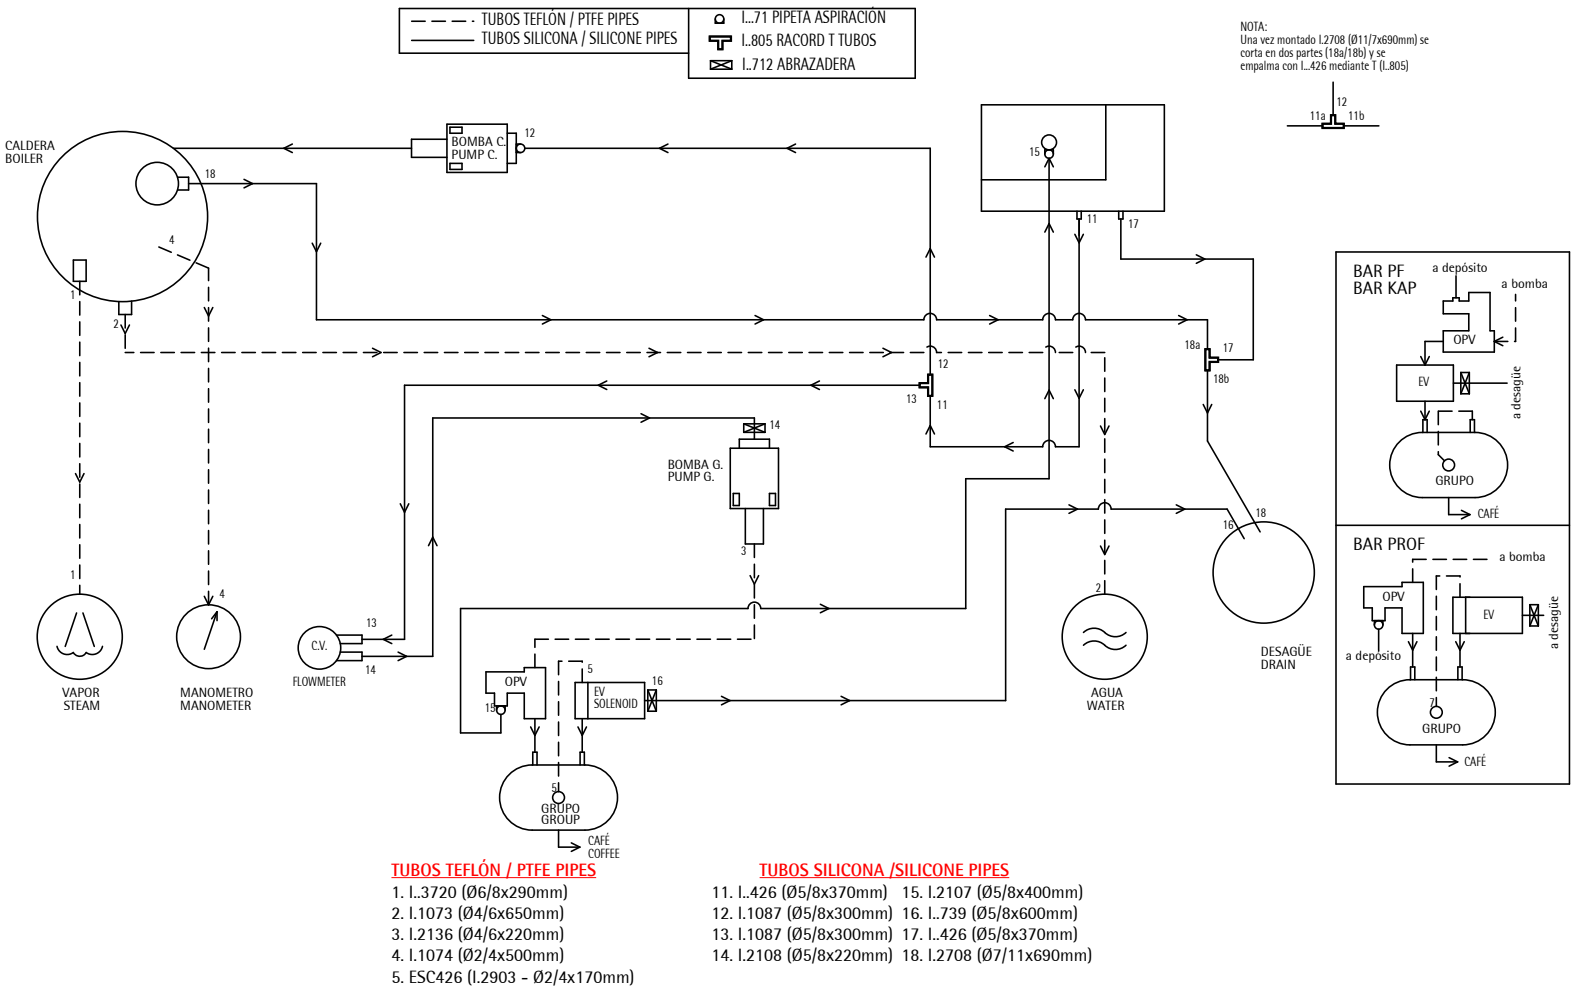 TUBOS TEFLÓN / PTFE PIPES
TUBOS SILICONA / SILICONE PIPES
I...71 PIPETA ASPIRACIÓN
I..805 RACORD T TUBOS
I..712 ABRAZADERA
NOTA:
Una vez montado I.2708 (Ø11/7x690mm) se
corta en dos partes (18a/18b) y se
empalma con I...426 mediante T (I..805)
12
11a
11b
CALDERA
BOILER
BOMBA C.
PUMP C.
12
15
18
4
11
17
1
2
18a
17
18b
12
13
11
14
BOMBA G.
PUMP G.
3
18
16
1
4
2
13
C.V.
14
FLOWMETER
VAPOR
STEAM
MANOMETRO
MANOMETER
AGUA
WATER
DESAGÜE
DRAIN
OPV
15
5
EV
SOLENOID
16
5
GRUPO
GROUP
CAFÉ
COFFEE
BAR PF
BAR KAP
a depósito
a bomba
OPV
EV
a desagüe
GRUPO
CAFÉ
BAR PROF
a bomba
OPV
EV
a desagüe
a depósito
7
GRUPO
CAFÉ
TUBOS TEFLÓN / PTFE PIPES
1. I..3720 (Ø6/8x290mm)
2. I.1073 (Ø4/6x650mm)
3. I.2136 (Ø4/6x220mm)
4. I.1074 (Ø2/4x500mm)
5. ESC426 (I.2903 - Ø2/4x170mm)
TUBOS SILICONA /SILICONE PIPES
11. I..426 (Ø5/8x370mm) 15. I.2107 (Ø5/8x400mm)
12. I.1087 (Ø5/8x300mm) 16. I..739 (Ø5/8x600mm)
13. I.1087 (Ø5/8x300mm) 17. I..426 (Ø5/8x370mm)
14. I.2108 (Ø5/8x220mm) 18. I.2708 (Ø7/11x690mm)